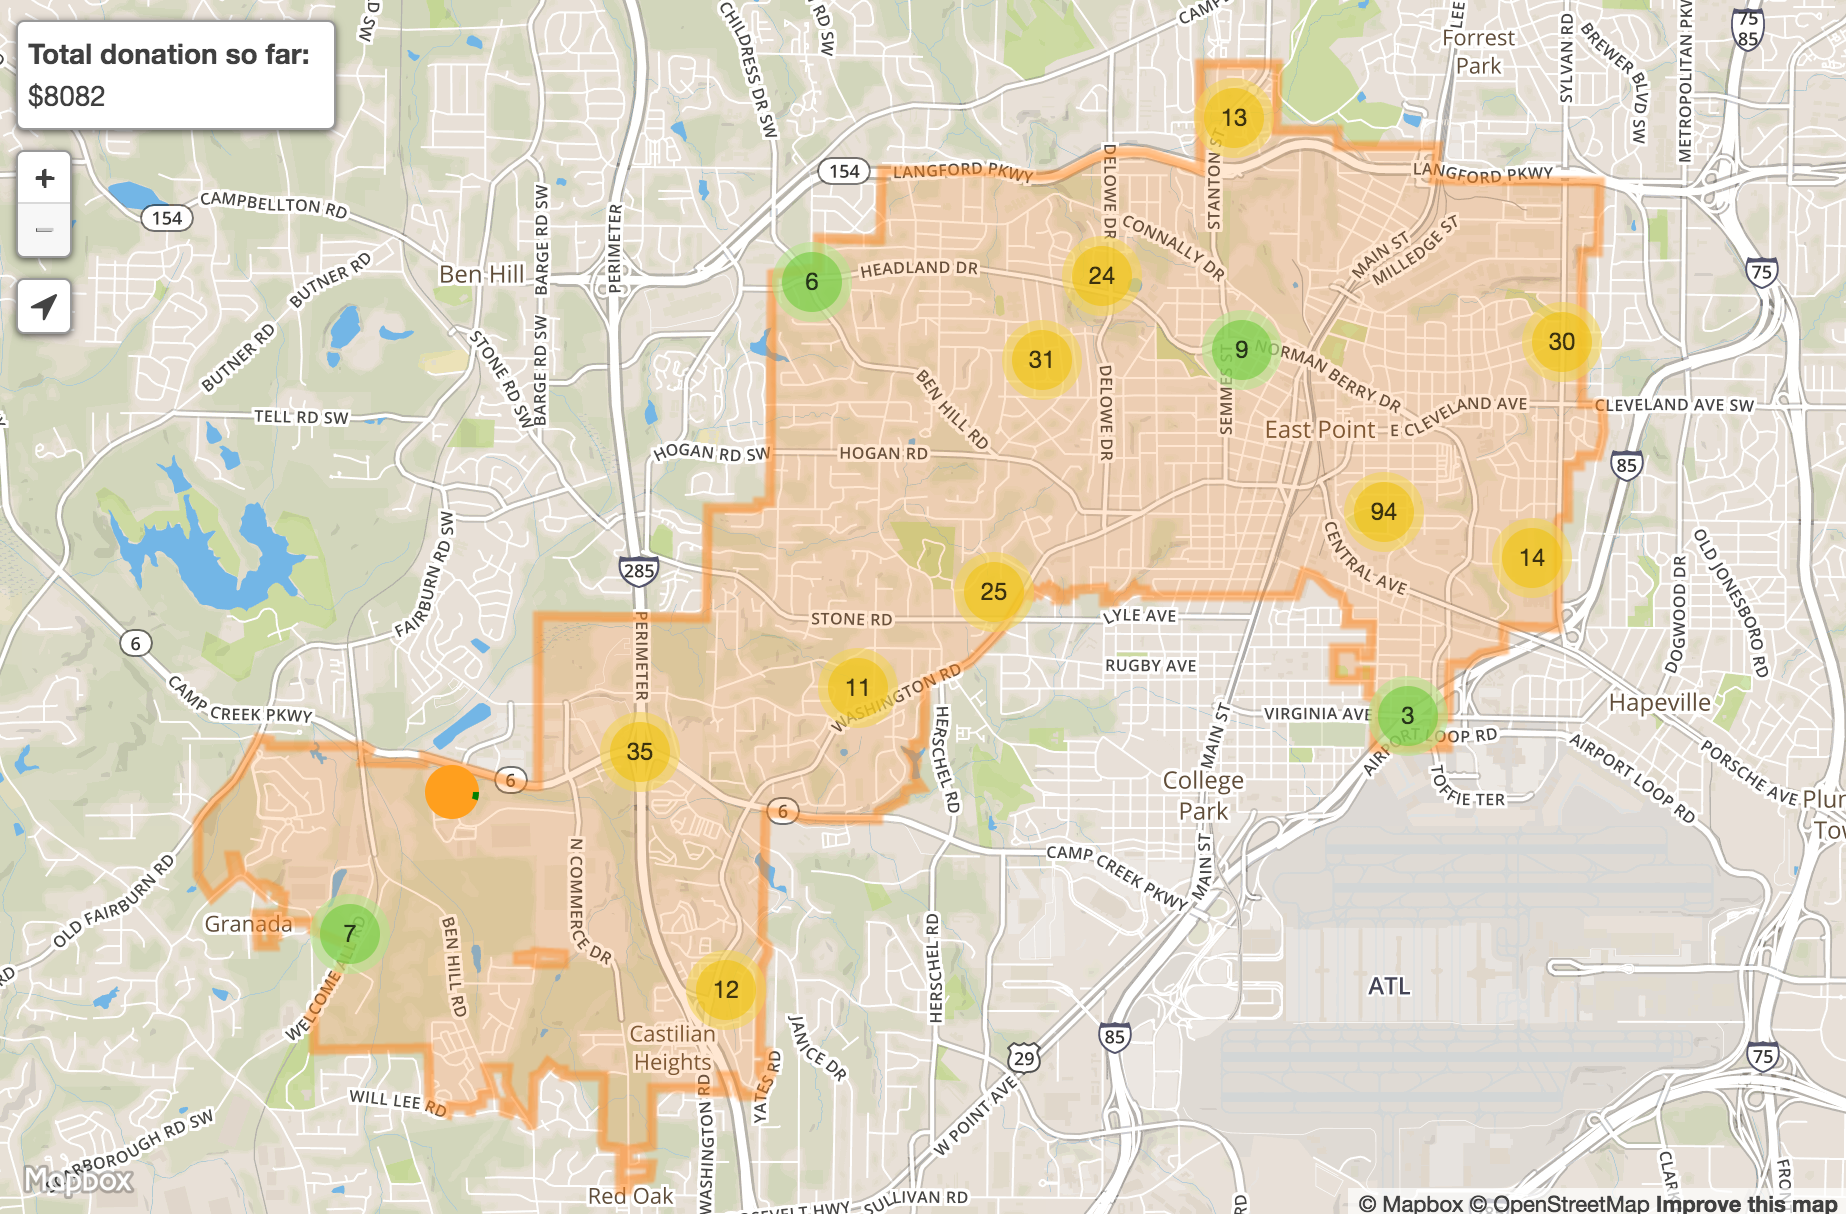 Total donation so far:
$8082
+
−
CHILDRESS DR SW
RD SW
Forrest
Park
SYLVAN RD
BREWER BLVD SW
75
85
13
STANTON ST
DELOWE DR
154
LANGFORD PKWY
LANGFORD PKWY
154
CAMPBELLTON RD
BARGE RD SW
PERIMETER
BUTNER RD
Ben Hill
CONNALLY DR
MAIN ST
MILLEDGE ST
75
6
HEADLAND DR
24
31
9
NORMAN BERRY DR
30
BUTNER RD
STONE RD SW
BARGE RD SW
BEN HILL RD
DELOWE DR
SEMMES ST
TELL RD SW
East Point
E CLEVELAND AVE
CLEVELAND AVE SW
HOGAN RD SW
HOGAN RD
85
94
14
CENTRAL AVE
FAIRBURN RD SW
285
25
DOGWOOD DR
OLD JONESBORO RD
PERIMETER
STONE RD
LYLE AVE
6
RUGBY AVE
11
WASHINGTON RD
CAMP CREEK PKWY
HERSCHEL RD
MAIN ST
VIRGINIA AVE
3
Hapeville
AIRPORT LOOP RD
AIRPORT LOOP RD
PORSCHE AVE
35
6
6
College
Park
TOFFIE TER
CAMP CREEK PKWY
MAIN ST
N COMMERCE DR
OLD FAIRBURN RD
Granada
7
BEN HILL RD
WELCOME ALL RD
HERSCHEL RD
12
ATL
Castilian
Heights
JANICE DR
29
85
75
YATES RD
WILL LEE RD
W POINT AVE
WASHINGTON RD
Red Oak
SULLIVAN RD
Mapbox
© Mapbox © OpenStreetMap Improve this map